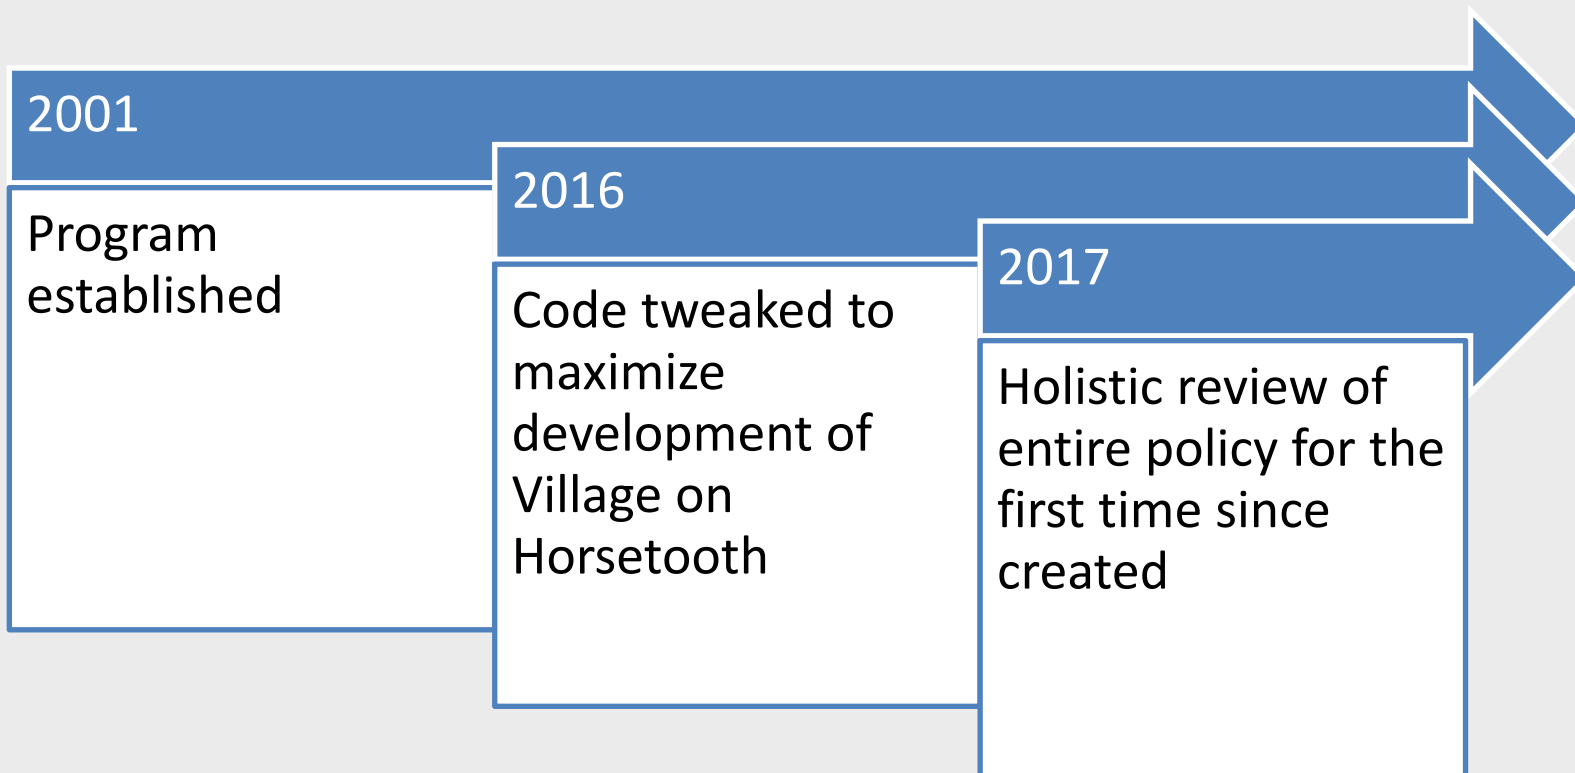 2001
Program
established
2016
Code tweaked to
maximize
development of
Village on
Horsetooth
2017
Holistic review of
entire policy for the
first time since
created